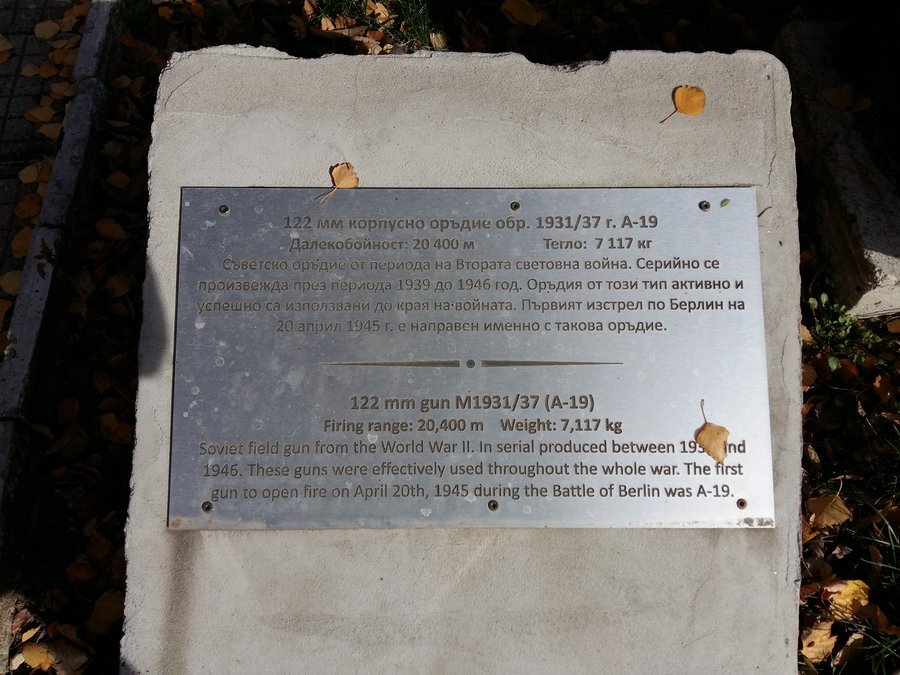 122 мм корпусно оръдие обр. 1931/37 г. А-19
Далекобойност: 20 400 м Тегло: 7 117 кг
Съветско оръдие от периода на Втората световна война. Серийно се
произвежда през периода 1939 до 1946 год. Оръдия от този тип активно и
успешно са използвани до края на войната. Първият изстрел по Берлин на
20 април 1945 г. е направен именно с такова оръдие.
122 mm gun M1931/37 (A-19)
Firing range: 20,400 m Weight: 7,117 kg
Soviet field gun from the World War II. In serial produced between
1946. These guns were effectively used throughout the whole war. The first
gun to open fire on April 20th, 1945 during the Battle of Berlin was A-19.